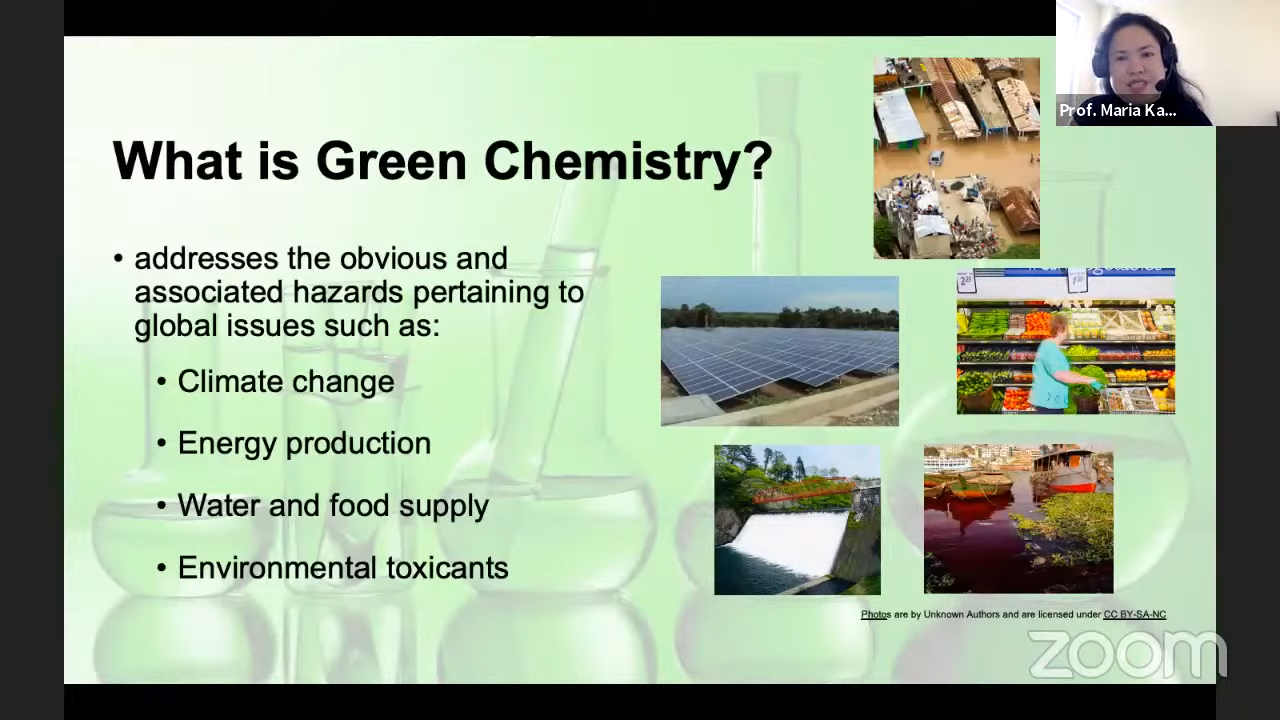 Prof. Maria Ka...
What is Green Chemistry?
• addresses the obvious and
associated hazards pertaining to
global issues such as:
• Climate change
• Energy production
• Water and food supply
• Environmental toxicants
Photos are by Unknown Authors and are licensed under CC BY-SA-NC
zoom